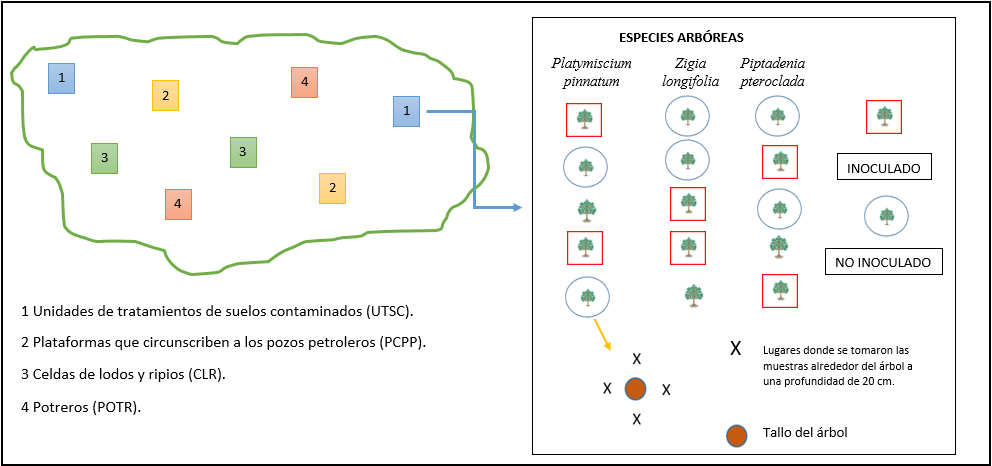 1
2
4
1
3
3
4
2
1 Unidades de tratamientos de suelos contaminados (UTSC).
2 Plataformas que circunscriben a los pozos petroleros (PCPP).
3 Celdas de lodos y ripios (CLR).
4 Potreros (POTR).
ESPECIES ARBÓREAS
Platymiscium
pinnatum
Zigia
longifolia
Piptadenia
pteroclada
INOCULADO
NO INOCULADO
X
X
X
X
X
Lugares donde se tomaron las
muestras alrededor del árbol a
una profundidad de 20 cm.
Tallo del árbol